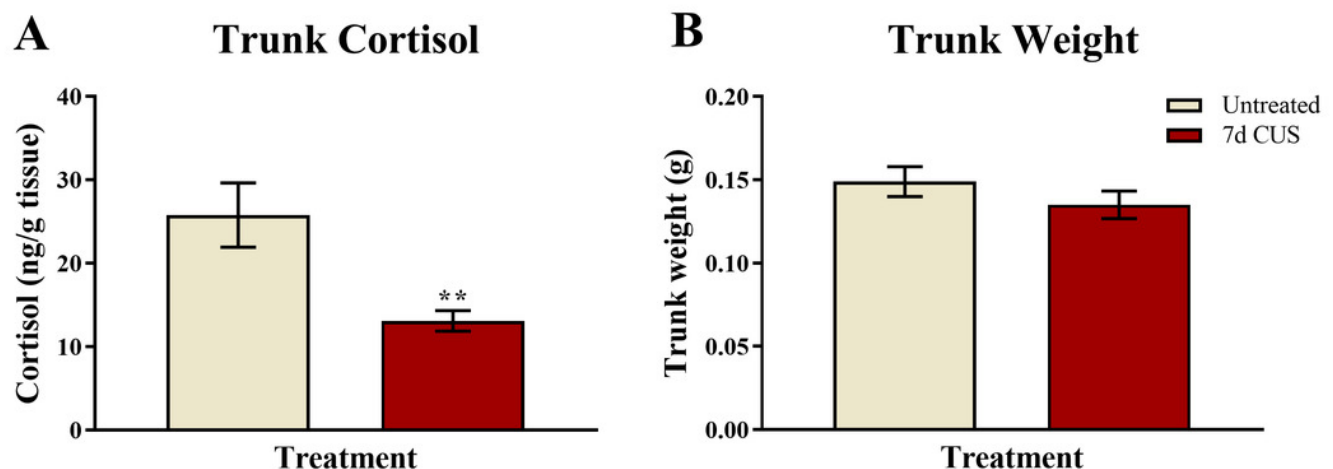 A
Trunk Cortisol
Cortisol (ng/g tissue)
40
30
20
10
0
**
Treatment
B
Trunk Weight
Trunk weight (g)
0.20
0.15
0.10
0.05
0.00
Untreated
7d CUS
Treatment